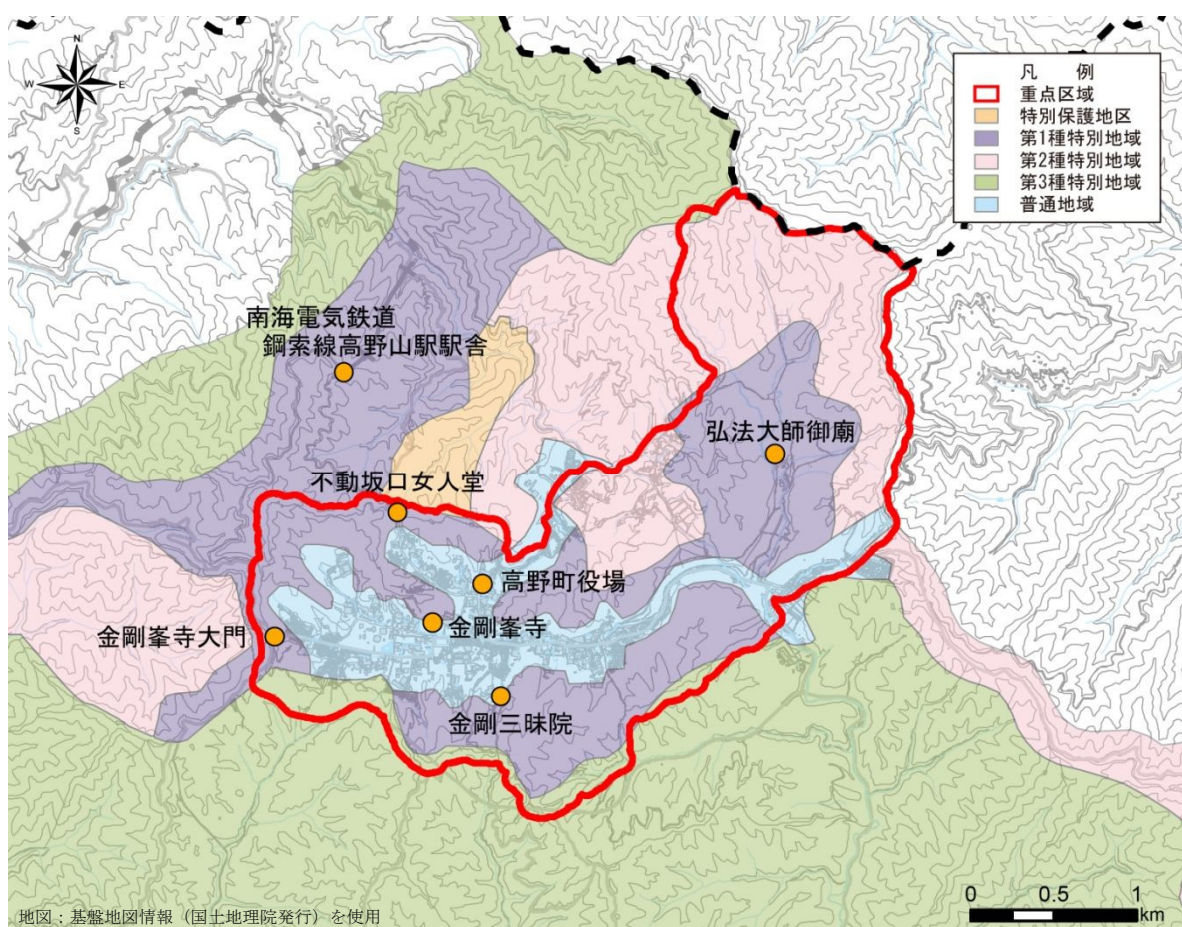 N
W
E
S
凡 例
重点区域
特別保護地区
第1種特別地域
第2種特別地域
第3種特別地域
普通地域
南海電気鉄道
鋼索線高野山駅駅舎
弘法大師御廟
不動坂口女人堂
高野町役場
金剛峯寺
金剛峯寺大門
金剛三昧院
0 0.5 1
km
地図：基盤地図情報（国土地理院発行）を使用